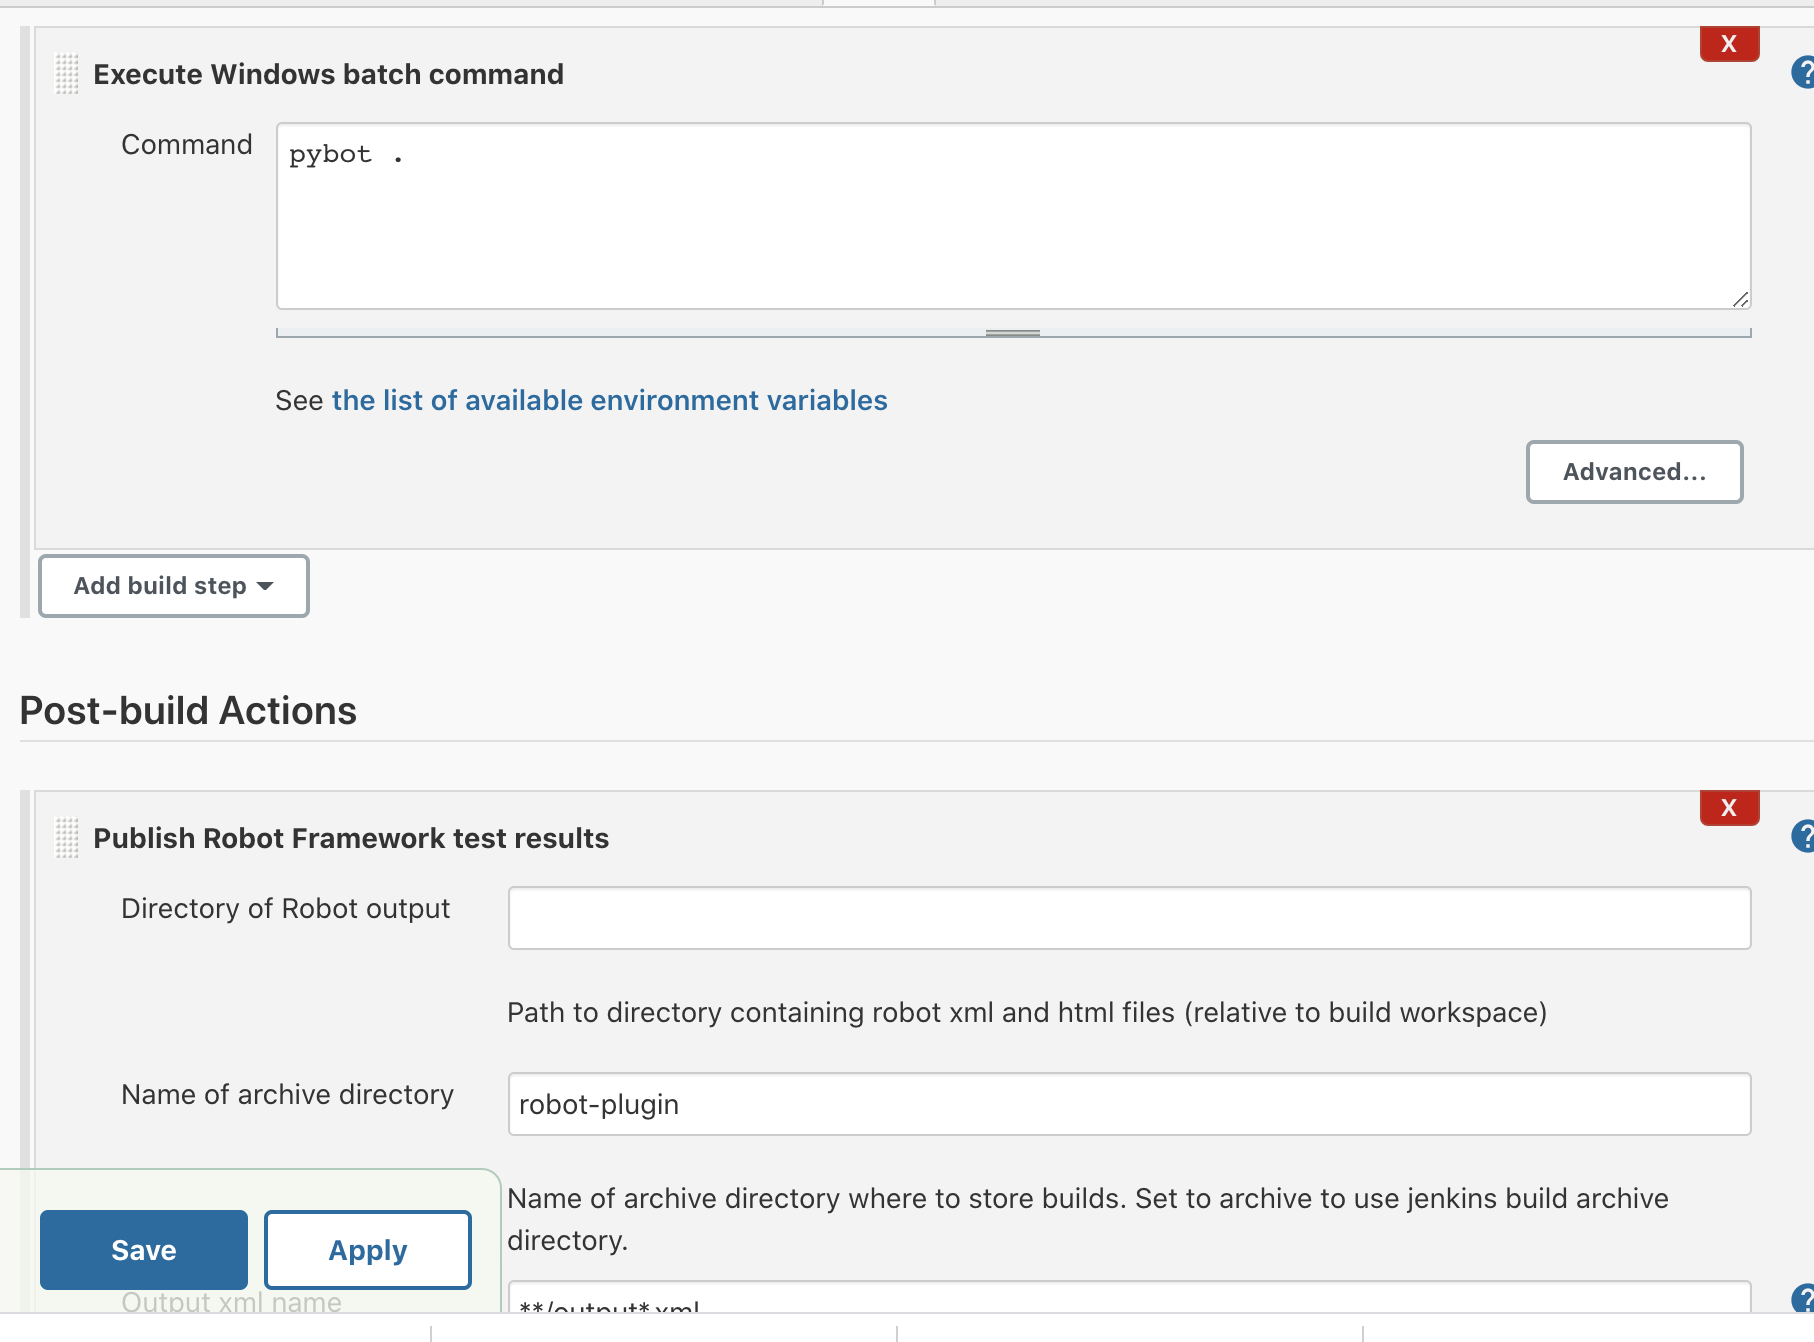 X
Execute Windows batch command
?
Command
pybot .
See the list of available environment variables
Advanced...
Add build step
Post-build Actions
X
Publish Robot Framework test results
?
Directory of Robot output
Path to directory containing robot xml and html files (relative to build workspace)
Name of archive directory
robot-plugin
Name of archive directory where to store builds. Set to archive to use jenkins build archive
directory.
Save
Apply
Output xml name
**/output*.xml
?